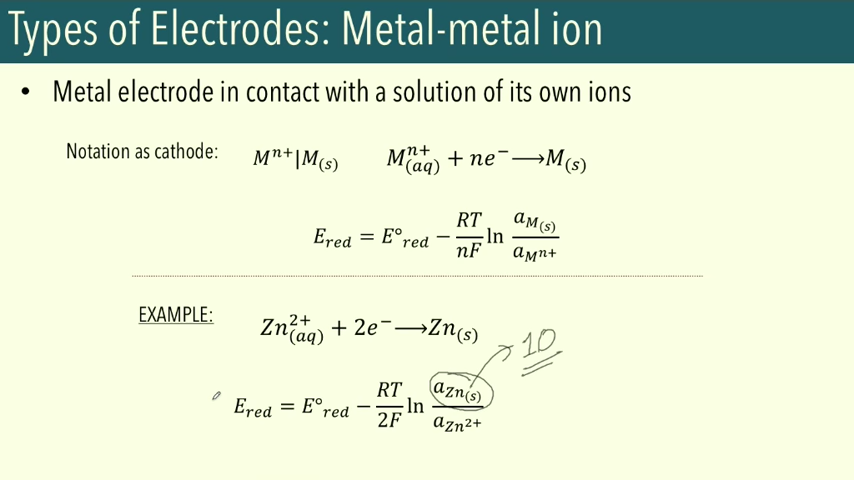 Types of Electrodes: Metal-metal ion
• Metal electrode in contact with a solution of its own ions
Notation as cathode: Mⁿ⁺|M₍ₛ₎ Mⁿ⁺₍aq₎ + ne⁻ ⟶ M₍ₛ₎
E_red = E°_red − RT/nF ln a_M(s)/a_Mⁿ⁺
EXAMPLE: Zn²⁺₍aq₎ + 2e⁻ ⟶ Zn₍ₛ₎
10
E_red = E°_red − RT/2F ln a_Zn(s)/a_Zn²⁺